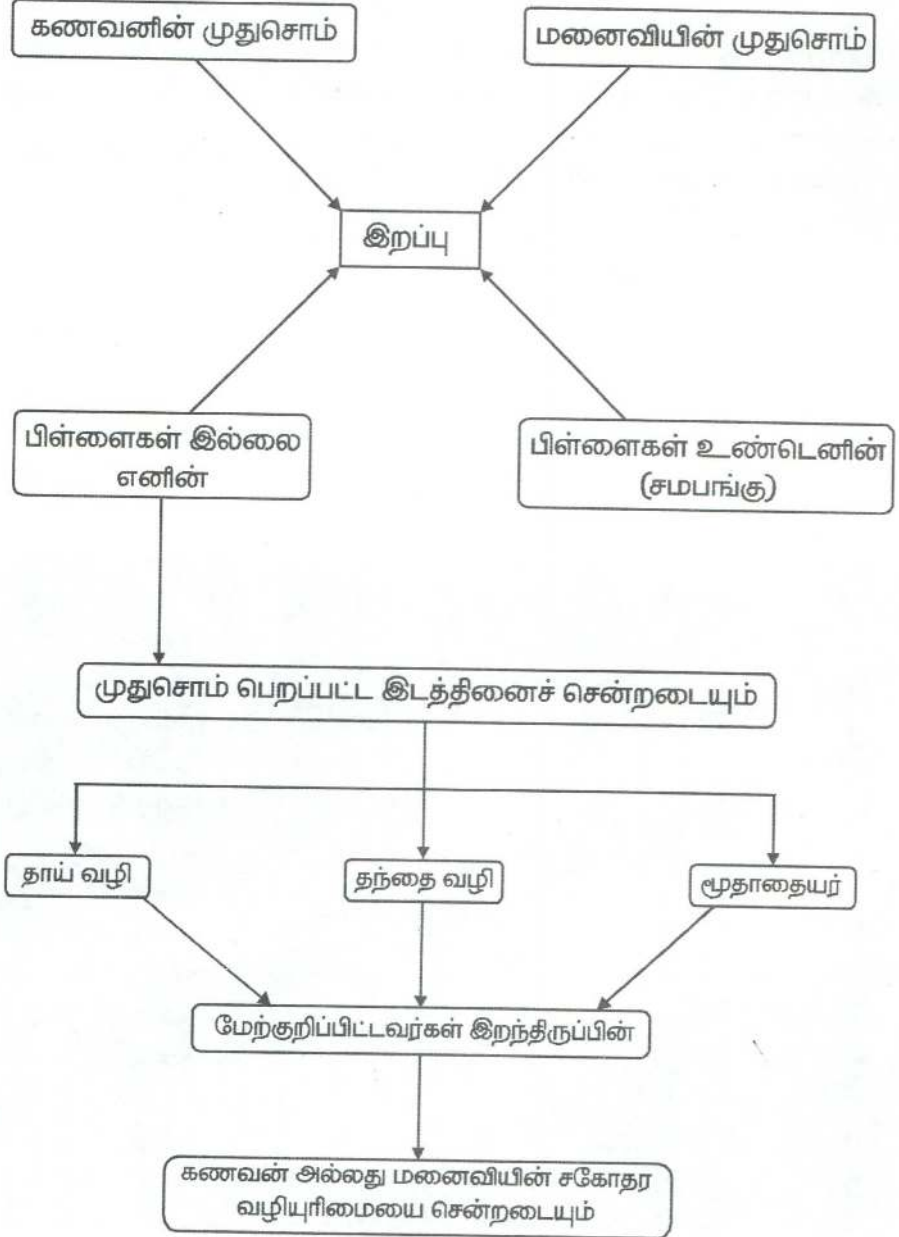 கணவனின் முதுசொம்
மனைவியின் முதுசொம்
இறப்பு
பிள்ளைகள் இல்லை
எனின்
பிள்ளைகள் உண்டெனின்
(சமபங்கு)
முதுசொம் பெறப்பட்ட இடத்தினைச் சென்றடையும்
தாய் வழி
தந்தை வழி
மூதாதையர்
மேற்குறிப்பிட்டவர்கள் இறந்திருப்பின்
கணவன் அல்லது மனைவியின் சகோதர
வழியுரிமையை சென்றடையும்